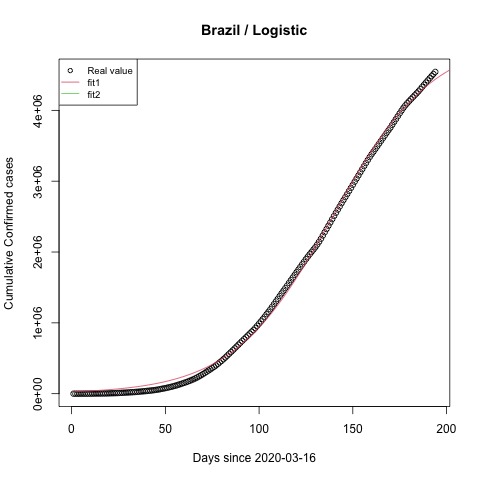 Brazil / Logistic
Real value
fit1
fit2
Cumulative Confirmed cases
4e+06
3e+06
2e+06
1e+06
0e+00
0 50 100 150 200
Days since 2020-03-16